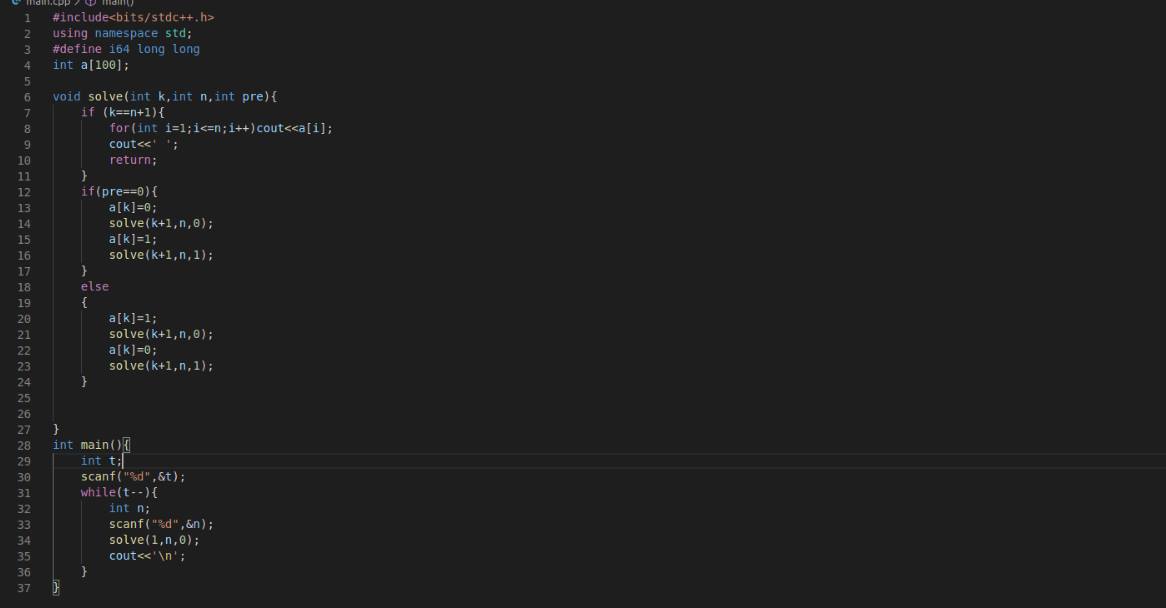 main.cpp > main()
1 #include<bits/stdc++.h>
2 using namespace std;
3 #define i64 long long
4 int a[100];
5
6 void solve(int k,int n,int pre){
7     if (k==n+1){
8         for(int i=1;i<=n;i++)cout<<a[i];
9         cout<<' ';
10         return;
11     }
12     if(pre==0){
13         a[k]=0;
14         solve(k+1,n,0);
15         a[k]=1;
16         solve(k+1,n,1);
17     }
18     else
19     {
20         a[k]=1;
21         solve(k+1,n,0);
22         a[k]=0;
23         solve(k+1,n,1);
24     }
25
26
27 }
28 int main(){
29     int t;
30     scanf("%d",&t);
31     while(t--){
32         int n;
33         scanf("%d",&n);
34         solve(1,n,0);
35         cout<<'\n';
36     }
37 }